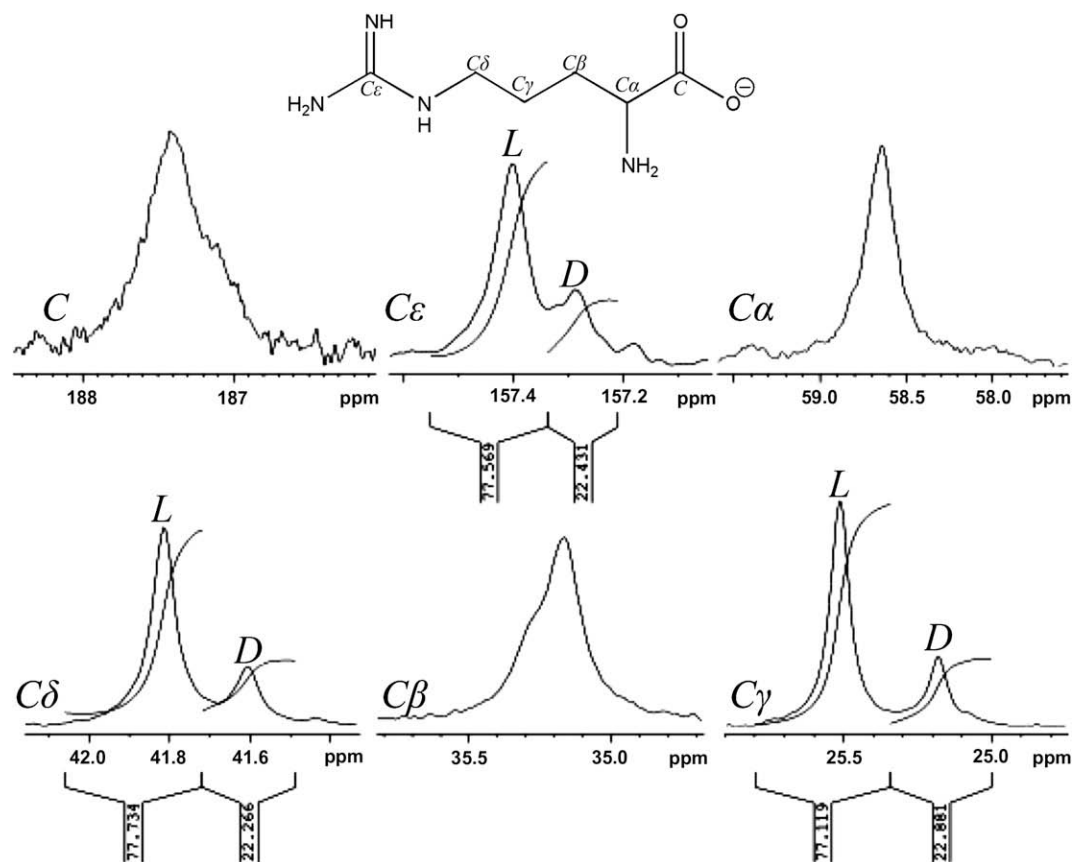 NH
O
Cδ
Cβ
Cε
Cγ
Cα
C
O⊖
H₂N
N
H
NH₂
L
D
C
Cε
Cα
188 187 ppm
157.4 157.2 ppm
59.0 58.5 58.0 ppm
77.569 22.431
L
D
L
D
Cδ
Cβ
Cγ
42.0 41.8 41.6 ppm
35.5 35.0 ppm
25.5 25.0 ppm
77.734 22.266
77.119 22.881